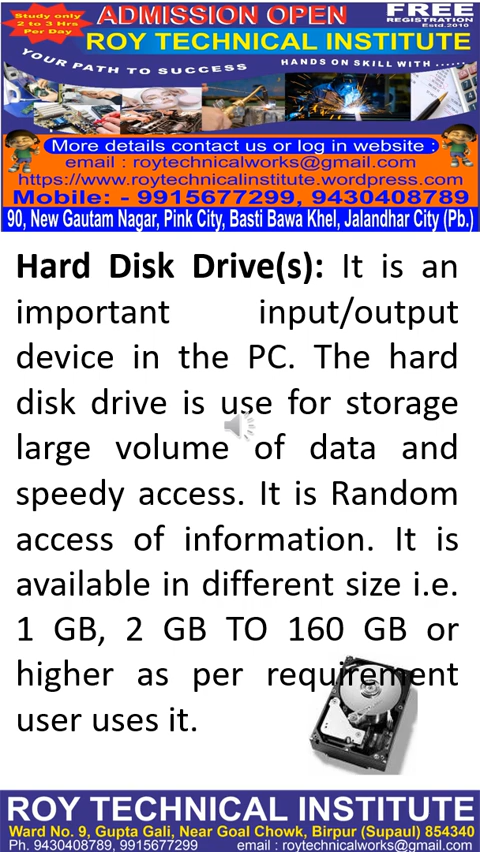 Study only
2 to 3 Hrs
Per Day
ADMISSION OPEN
FREE
REGISTRATION
Estd.2010
ROY TECHNICAL INSTITUTE
YOUR PATH TO SUCCESS
HANDS ON SKILL WITH ......
More details contact us or log in website :
email : roytechnicalworks@gmail.com
https://www.roytechnicalinstitute.wordpress.com
Mobile: - 9915677299, 9430408789
90, New Gautam Nagar, Pink City, Basti Bawa Khel, Jalandhar City (Pb.)
Hard Disk Drive(s): It is an
important input/output
device in the PC. The hard
disk drive is use for storage
large volume of data and
speedy access. It is Random
access of information. It is
available in different size i.e.
1 GB, 2 GB TO 160 GB or
higher as per requirement
user uses it.
ROY TECHNICAL INSTITUTE
Ward No. 9, Gupta Gali, Near Goal Chowk, Birpur (Supaul) 854340
Ph. 9430408789, 9915677299 email : roytechnicalworks@gmail.com